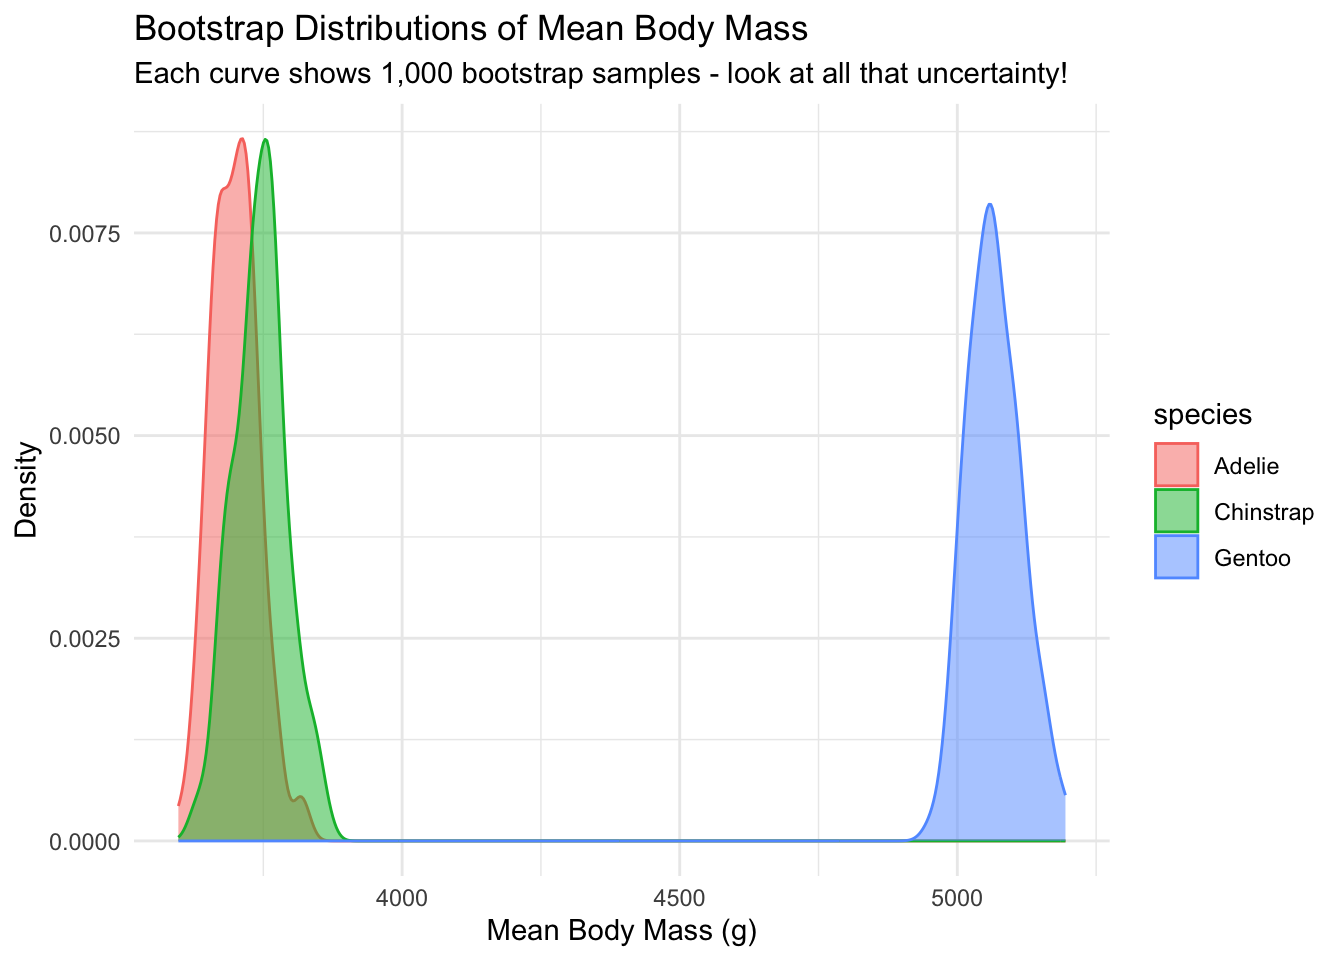 Bootstrap Distributions of Mean Body Mass
Each curve shows 1,000 bootstrap samples - look at all that uncertainty!
0.0075
0.0050
0.0025
0.0000
Density
4000
4500
5000
Mean Body Mass (g)
species
Adelie
Chinstrap
Gentoo